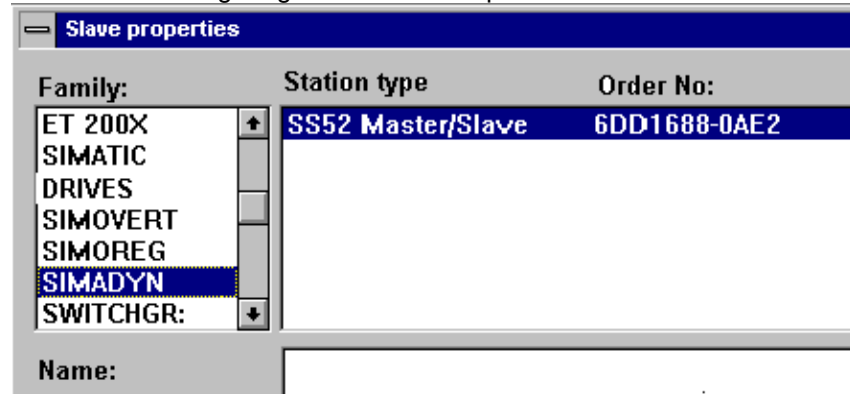 Slave properties
Family:
Station type
Order No:
ET 200X
SIMATIC
DRIVES
SIMOVERT
SIMOREG
SIMADYN
SWITCHGR:
SS52 Master/Slave 6DD1688-0AE2
Name: